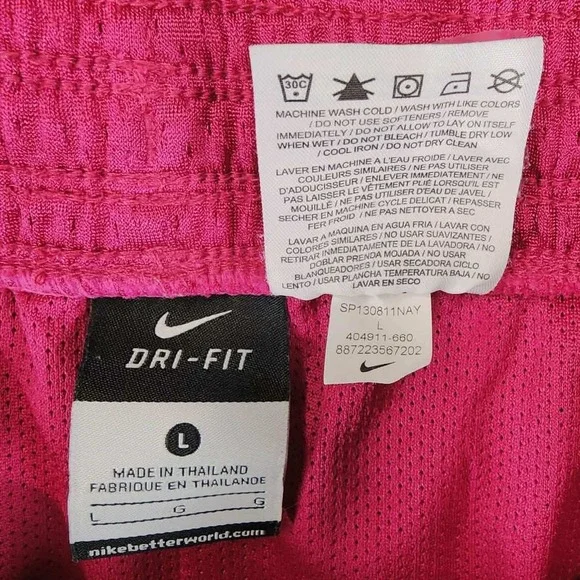 30C
MACHINE WASH COLD / WASH WITH LIKE COLORS
/ DO NOT USE SOFTENERS / REMOVE
IMMEDIATELY / DO NOT ALLOW TO LAY ON ITSELF
WHEN WET / DO NOT BLEACH / TUMBLE DRY LOW
/ COOL IRON / DO NOT DRY CLEAN
LAVER EN MACHINE A L'EAU FROIDE / LAVER AVEC
COULEURS SIMILAIRES / NE PAS UTILISER
D'ADOUCISSEUR / ENLEVER IMMEDIATEMENT / NE
PAS LAISSER LE VÊTEMENT PLIÉ LORSQU'IL EST
MOUILLÉ / NE PAS UTILISER D'EAU DE JAVEL /
SECHER EN MACHINE CYCLE DELICAT / REPASSER
FER FROID / NE PAS NETTOYER A SEC
LAVAR A MAQUINA EN AGUA FRIA / LAVAR CON
COLORES SIMILARES / NO USAR SUAVIZANTES /
RETIRAR INMEDIATAMENTE DE LA LAVADORA / NO
DOBLAR PRENDA MOJADA / NO USAR
BLANQUEADORES / USAR SECADORA CICLO
LENTO / USAR PLANCHA TEMPERATURA BAJA / NO
LAVAR EN SECO
SP130811NAY
L
404911-660
887223567202
DRI-FIT
L
MADE IN THAILAND
FABRIQUE EN THAILANDE
L G G
nikebetterworld.com